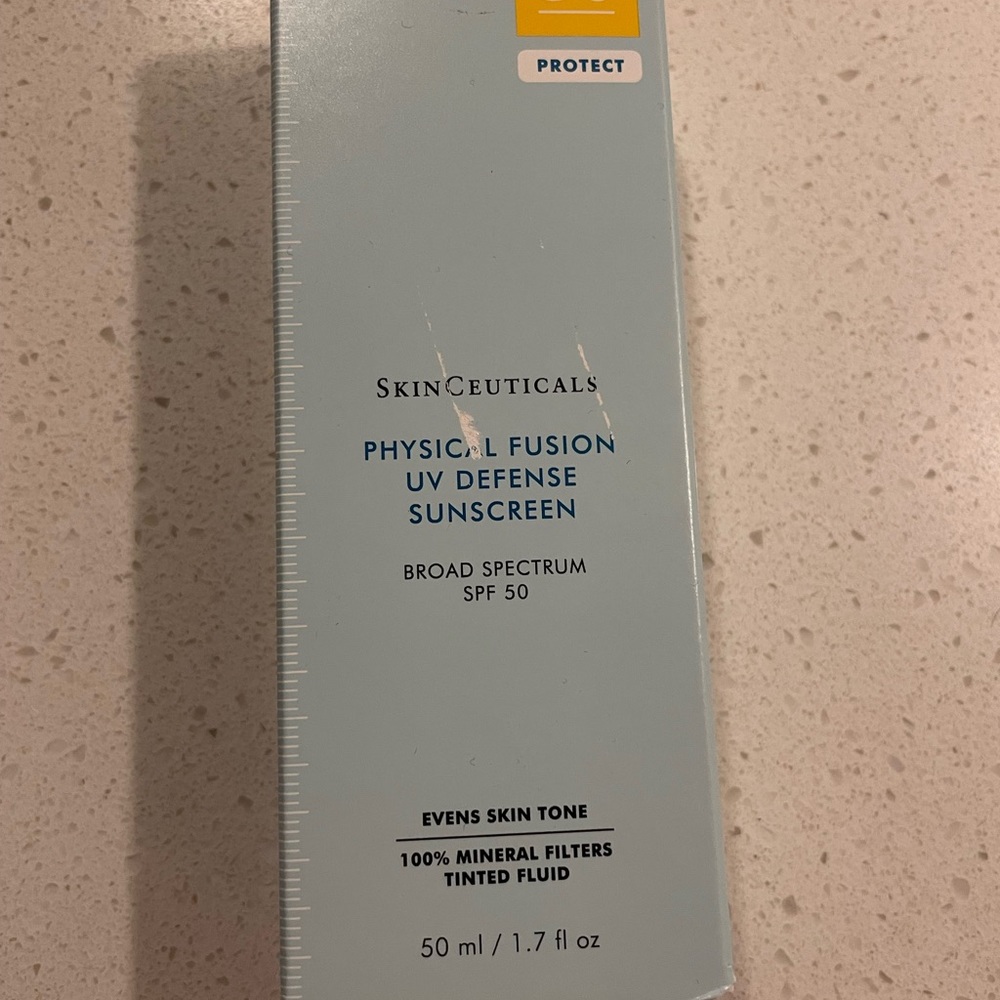 PROTECT
SKINCEUTICALS
PHYSICAL FUSION
UV DEFENSE
SUNSCREEN
BROAD SPECTRUM
SPF 50
EVENS SKIN TONE
100% MINERAL FILTERS
TINTED FLUID
50 ml / 1.7 fl oz